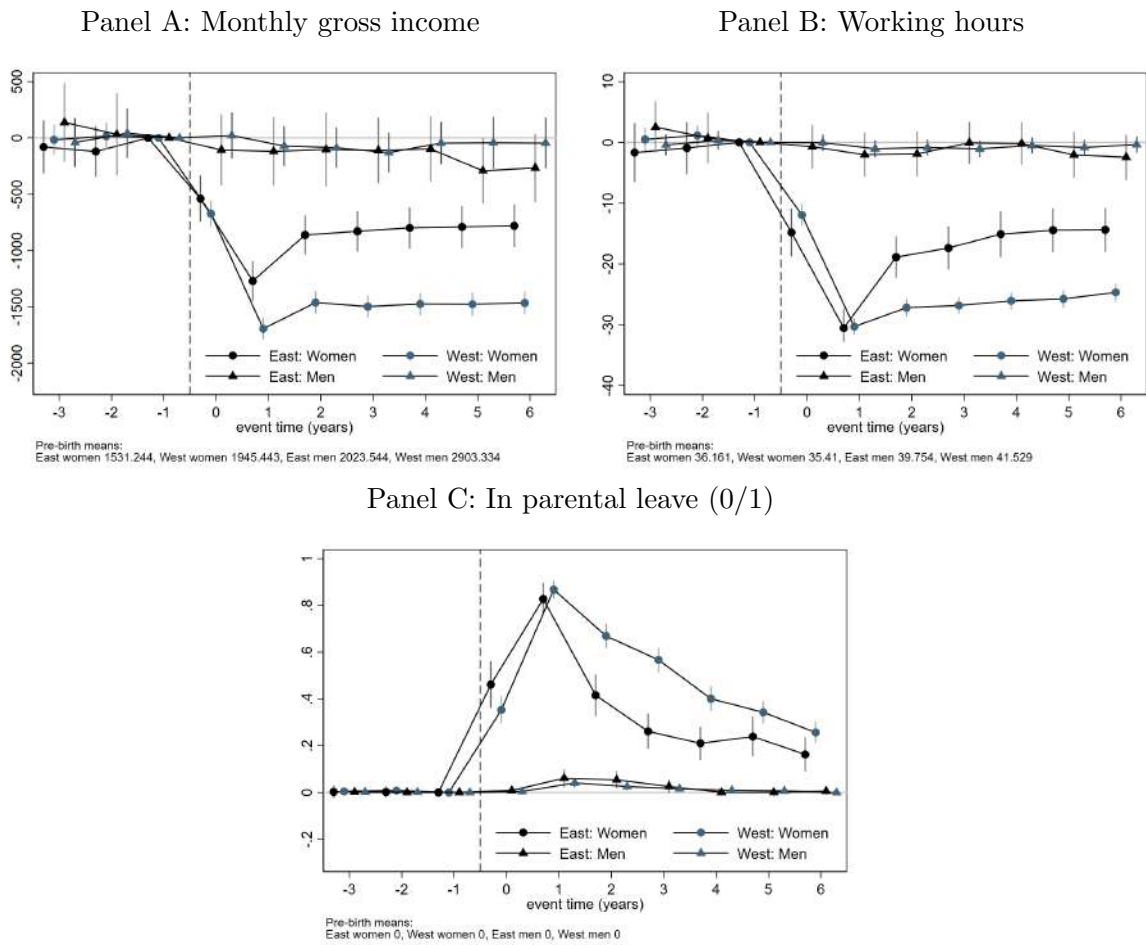 Panel A: Monthly gross income
500
0
-500
-1000
-1500
-2000
-3 -2 -1 0 1 2 3 4 5 6
event time (years)
East: Women West: Women
East: Men West: Men
Pre-birth means:
East women 1531.244, West women 1945.443, East men 2023.544, West men 2903.334
Panel B: Working hours
10
0
-10
-20
-30
-40
-3 -2 -1 0 1 2 3 4 5 6
event time (years)
East: Women West: Women
East: Men West: Men
Pre-birth means:
East women 36.161, West women 35.41, East men 39.754, West men 41.529
Panel C: In parental leave (0/1)
1
.8
.6
.4
.2
0
-.2
-3 -2 -1 0 1 2 3 4 5 6
event time (years)
East: Women West: Women
East: Men West: Men
Pre-birth means:
East women 0, West women 0, East men 0, West men 0